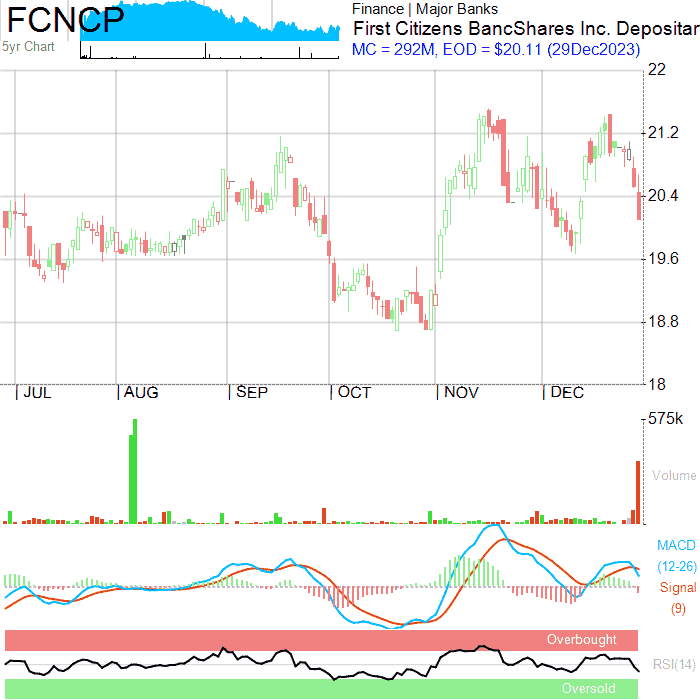 FCNCP
5yr Chart
Finance | Major Banks
First Citizens BancShares Inc. Depositar
MC = 292M, EOD = $20.11 (29Dec2023)
22
21.2
20.4
19.6
18.8
18
JUL AUG SEP OCT NOV DEC
575k
Volume
MACD
(12-26)
Signal
(9)
Overbought
RSI(14)
Oversold